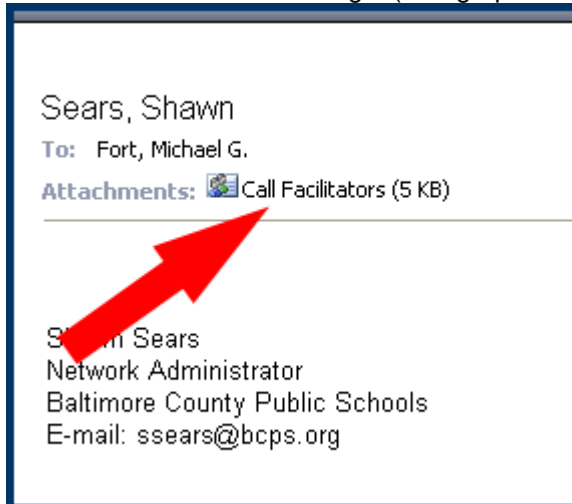 Sears, Shawn
To: Fort, Michael G.
Attachments: Call Facilitators (5 KB)
Sears
Network Administrator
Baltimore County Public Schools
E-mail: ssears@bcps.org